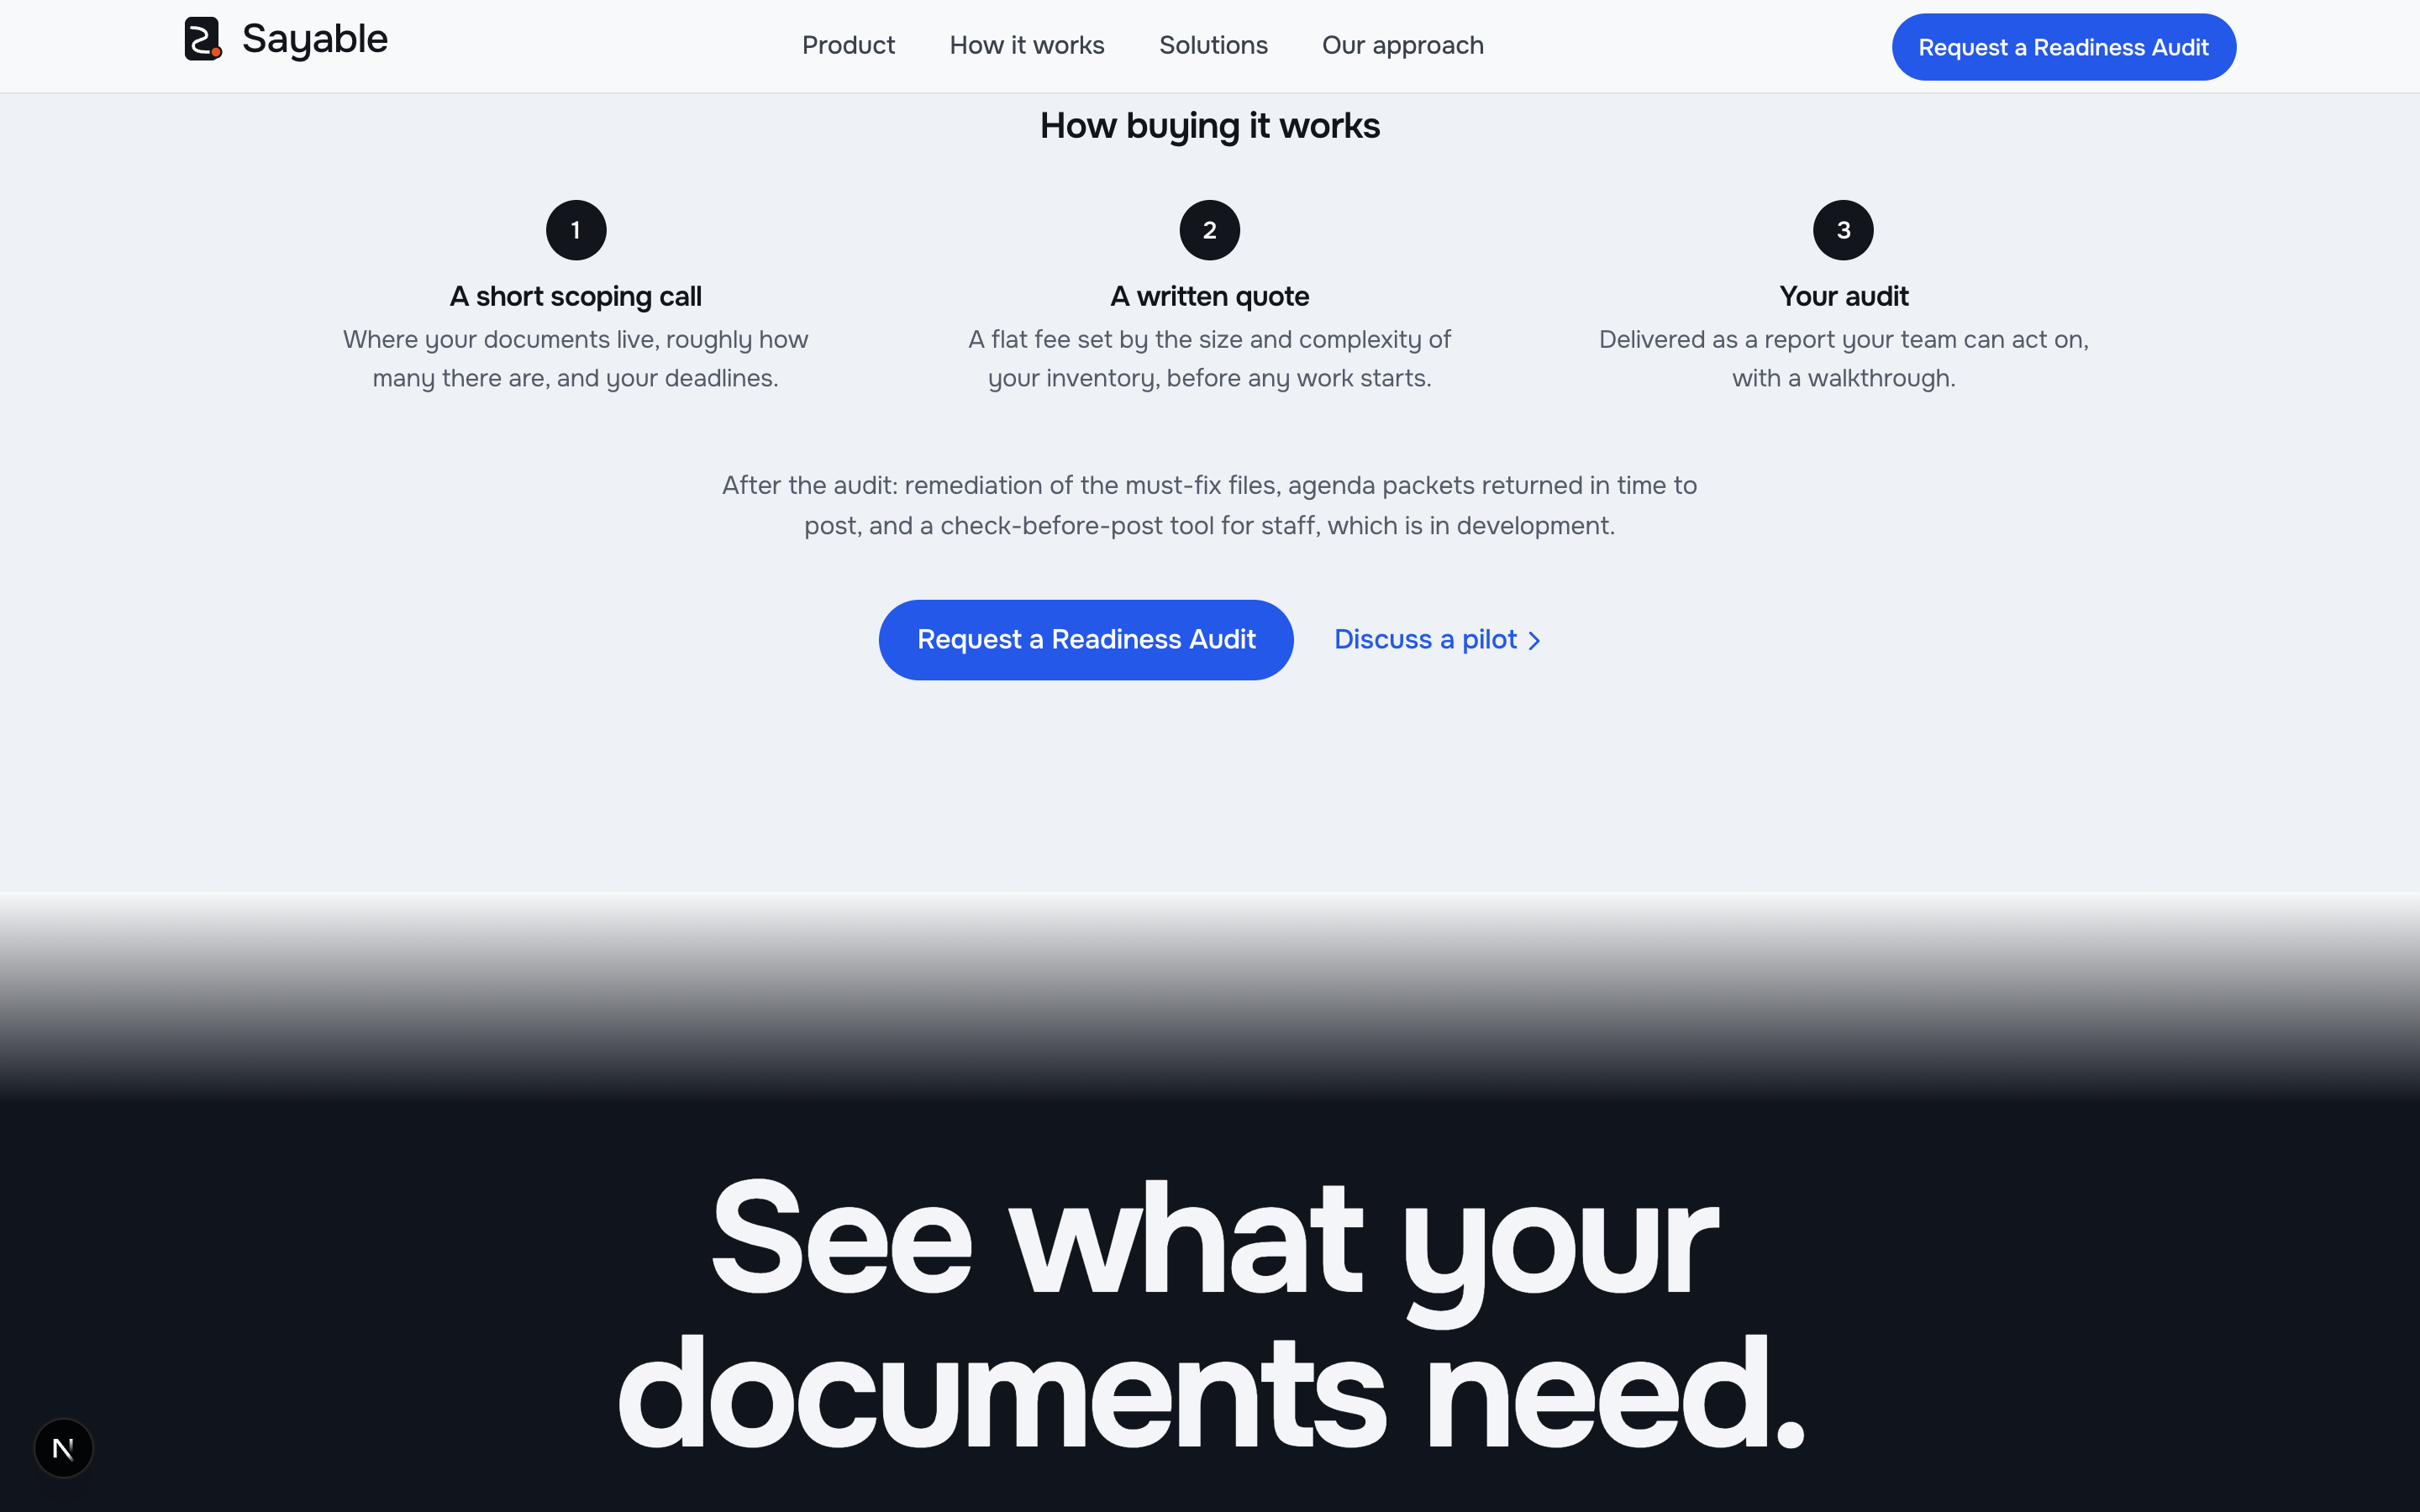 Sayable
Product
How it works
Solutions
Our approach
Request a Readiness Audit
How buying it works
1
A short scoping call
Where your documents live, roughly how
many there are, and your deadlines.
2
A written quote
A flat fee set by the size and complexity of
your inventory, before any work starts.
3
Your audit
Delivered as a report your team can act on,
with a walkthrough.
After the audit: remediation of the must-fix files, agenda packets returned in time to
post, and a check-before-post tool for staff, which is in development.
Request a Readiness Audit
Discuss a pilot
See what your
documents need.
N